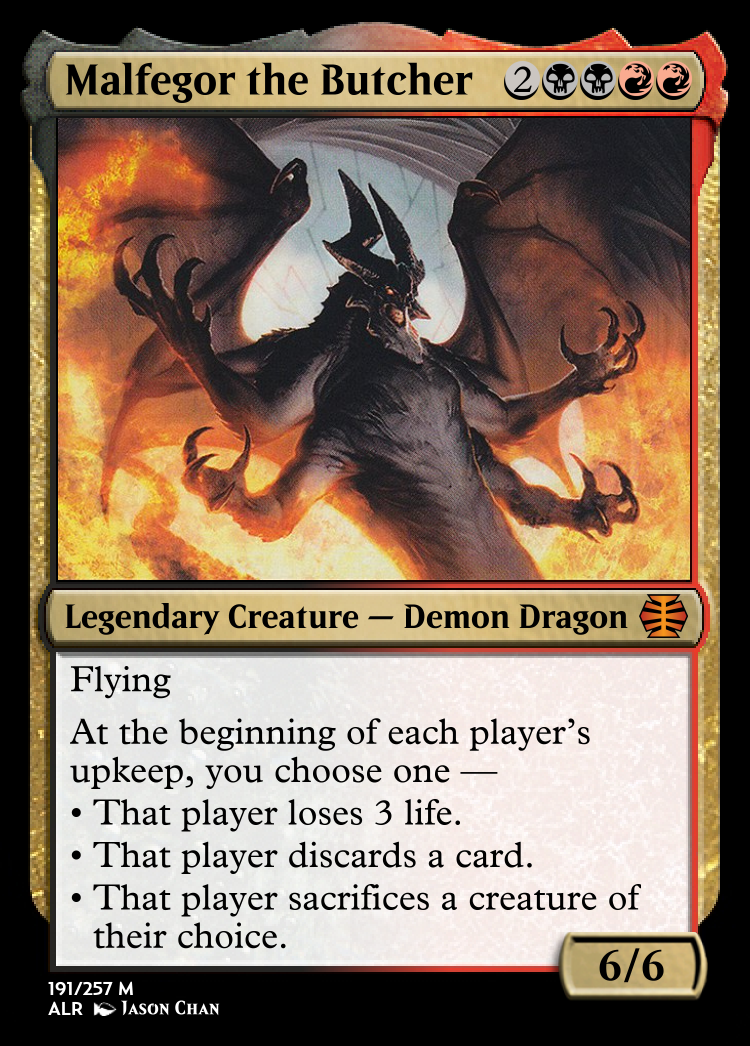 Malfegor the Butcher 2
Legendary Creature — Demon Dragon
Flying
At the beginning of each player's
upkeep, you choose one —
• That player loses 3 life.
• That player discards a card.
• That player sacrifices a creature of
their choice.
6/6
191/257 M
ALR Jason Chan